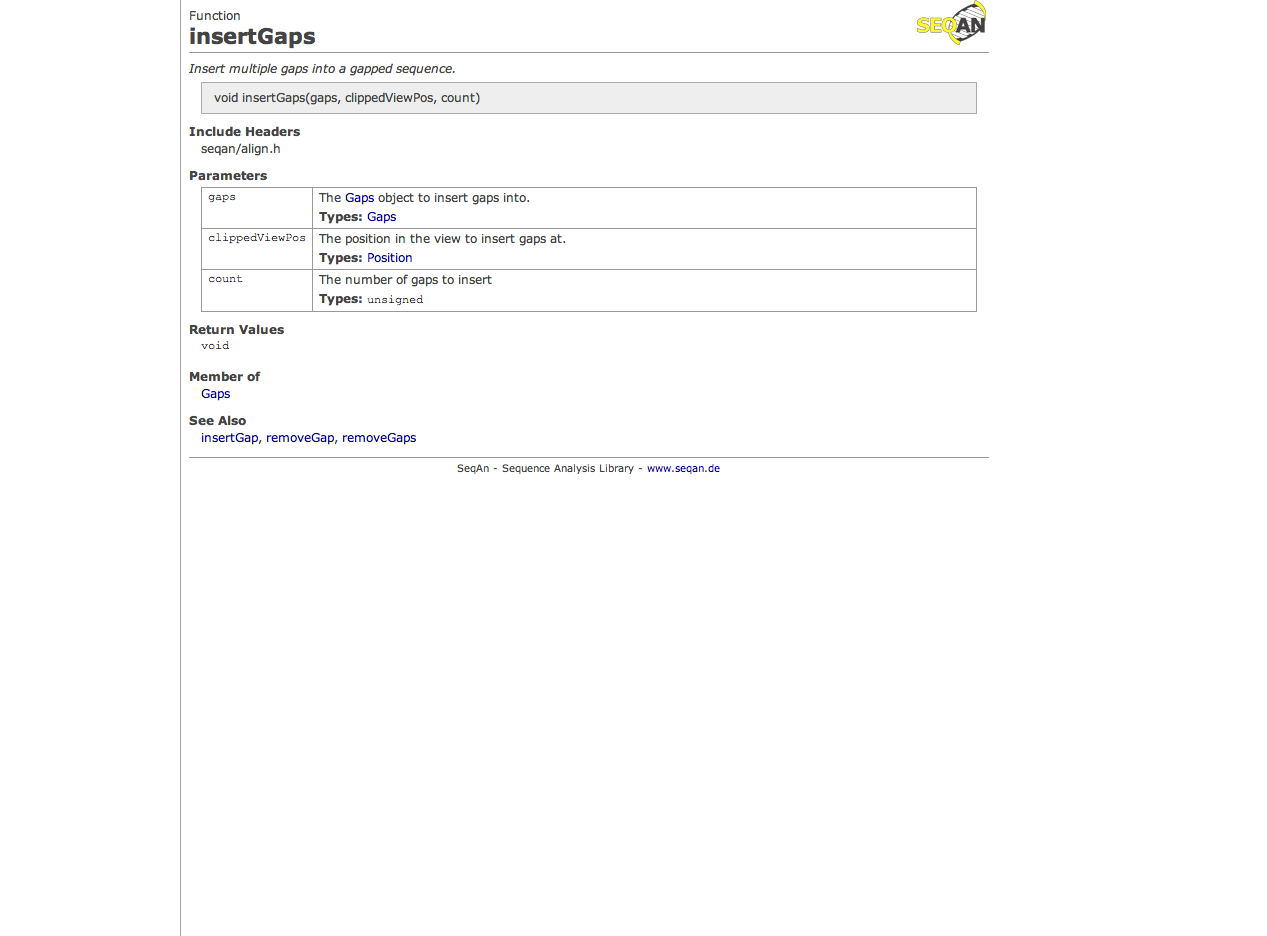 Function
SEQAN
insertGaps
Insert multiple gaps into a gapped sequence.
void insertGaps(gaps, clippedViewPos, count)
Include Headers
seqan/align.h
Parameters
gaps The Gaps object to insert gaps into.
Types: Gaps
clippedViewPos The position in the view to insert gaps at.
Types: Position
count The number of gaps to insert
Types: unsigned
Return Values
void
Member of
Gaps
See Also
insertGap, removeGap, removeGaps
SeqAn - Sequence Analysis Library - www.seqan.de